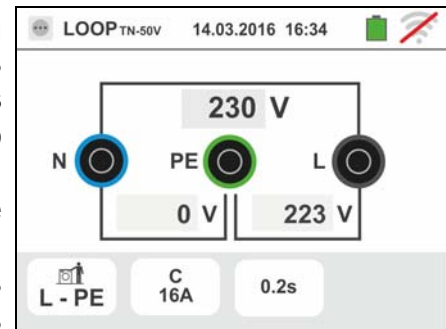 LOOP TN-50V 14.03.2016 16:34
230 V
N PE L
0 V 223 V
L - PE
C
16A
0.2s